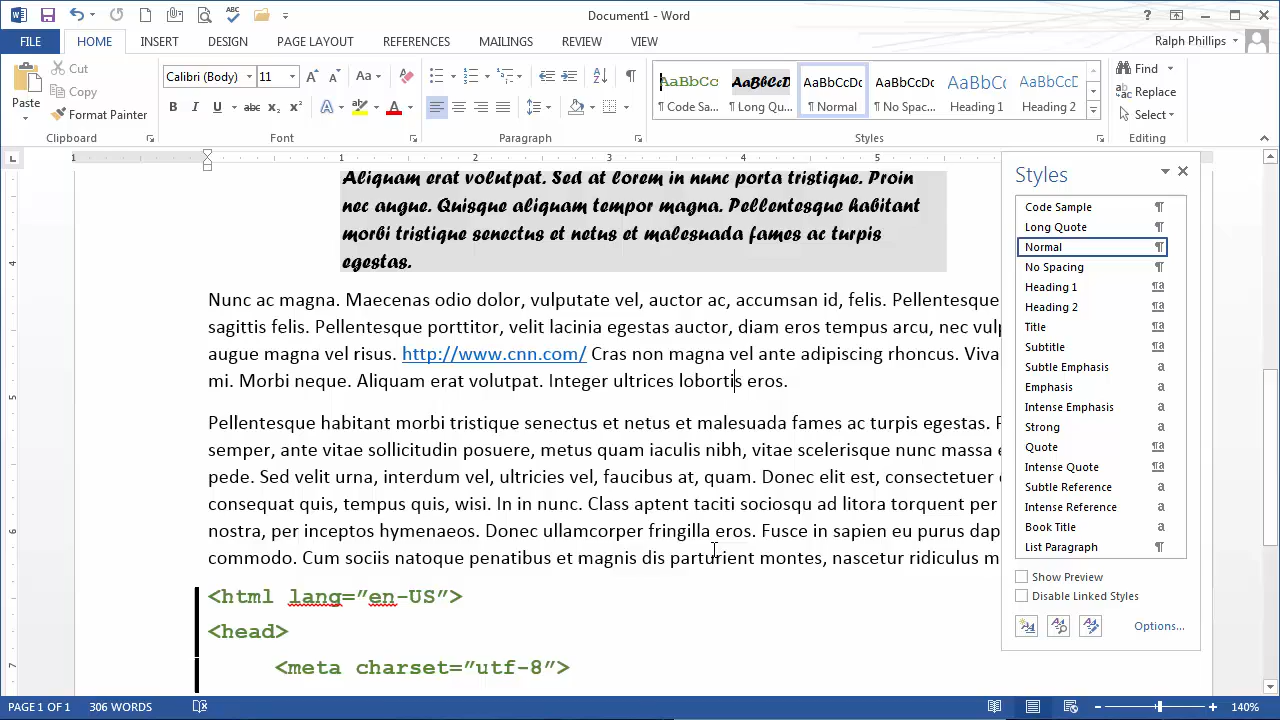 Document1 - Word
FILE HOME INSERT DESIGN PAGE LAYOUT REFERENCES MAILINGS REVIEW VIEW Ralph Phillips
Paste
Cut
Copy
Format Painter
Clipboard
Calibri (Body) 11
Font
Paragraph
AaBbCc AaBbCcD AaBbCcDc AaBbCcDc AaBbCc AaBbCcD
¶ Code Sa... ¶ Long Qu... ¶ Normal ¶ No Spac... Heading 1 Heading 2
Styles
Find
Replace
Select
Editing
1 1 2 3 4 5
Aliquam erat volutpat. Sed at lorem in nunc porta tristique. Proin
nec augue. Quisque aliquam tempor magna. Pellentesque habitant
morbi tristique senectus et netus et malesuada fames ac turpis
egestas.
Nunc ac magna. Maecenas odio dolor, vulputate vel, auctor ac, accumsan id, felis. Pellentesque
sagittis felis. Pellentesque porttitor, velit lacinia egestas auctor, diam eros tempus arcu, nec vulp
augue magna vel risus. http://www.cnn.com/ Cras non magna vel ante adipiscing rhoncus. Viva
mi. Morbi neque. Aliquam erat volutpat. Integer ultrices lobortis eros.
Pellentesque habitant morbi tristique senectus et netus et malesuada fames ac turpis egestas. P
semper, ante vitae sollicitudin posuere, metus quam iaculis nibh, vitae scelerisque nunc massa e
pede. Sed velit urna, interdum vel, ultricies vel, faucibus at, quam. Donec elit est, consectetuer e
consequat quis, tempus quis, wisi. In in nunc. Class aptent taciti sociosqu ad litora torquent per
nostra, per inceptos hymenaeos. Donec ullamcorper fringilla eros. Fusce in sapien eu purus dap
commodo. Cum sociis natoque penatibus et magnis dis parturient montes, nascetur ridiculus m
<html lang=”en-US”>
<head>
<meta charset=”utf-8”>
4
5
6
7
Styles
Code Sample ¶
Long Quote ¶
Normal ¶
No Spacing ¶
Heading 1 ¶a
Heading 2 ¶a
Title ¶a
Subtitle ¶a
Subtle Emphasis a
Emphasis a
Intense Emphasis a
Strong a
Quote ¶a
Intense Quote ¶a
Subtle Reference a
Intense Reference a
Book Title a
List Paragraph ¶
Show Preview
Disable Linked Styles
Options...
PAGE 1 OF 1 306 WORDS 140%